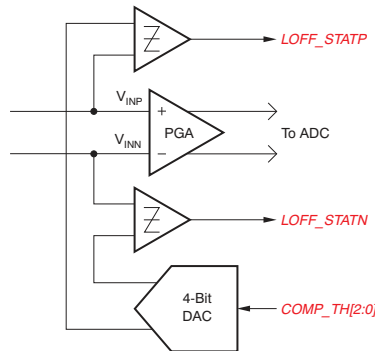 LOFF_STATP
V_INP
+
PGA
−
To ADC
V_INN
LOFF_STATN
4-Bit
DAC
COMP_TH[2:0]